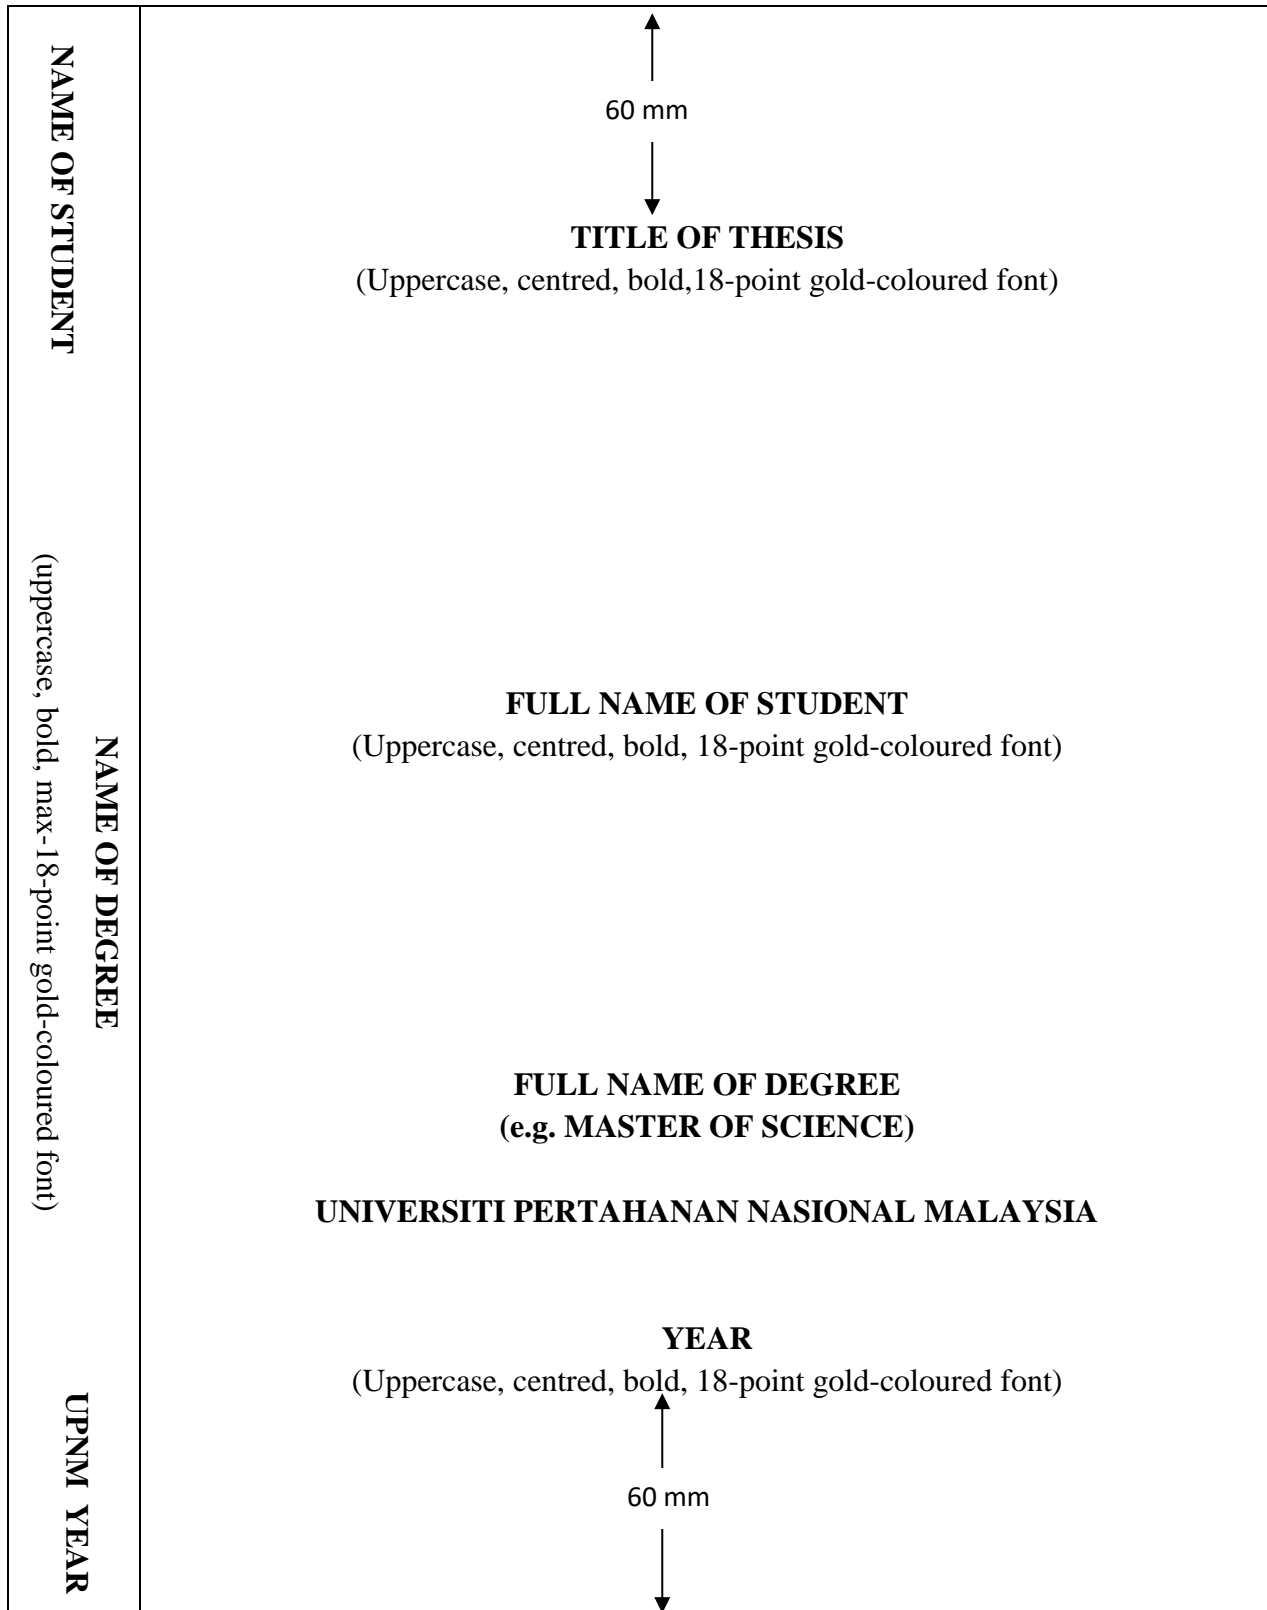 NAME OF STUDENT
NAME OF DEGREE
(uppercase, bold, max-18-point gold-coloured font)
UPNM YEAR
60 mm
TITLE OF THESIS
(Uppercase, centred, bold,18-point gold-coloured font)
FULL NAME OF STUDENT
(Uppercase, centred, bold, 18-point gold-coloured font)
FULL NAME OF DEGREE
(e.g. MASTER OF SCIENCE)
UNIVERSITI PERTAHANAN NASIONAL MALAYSIA
YEAR
(Uppercase, centred, bold, 18-point gold-coloured font)
60 mm